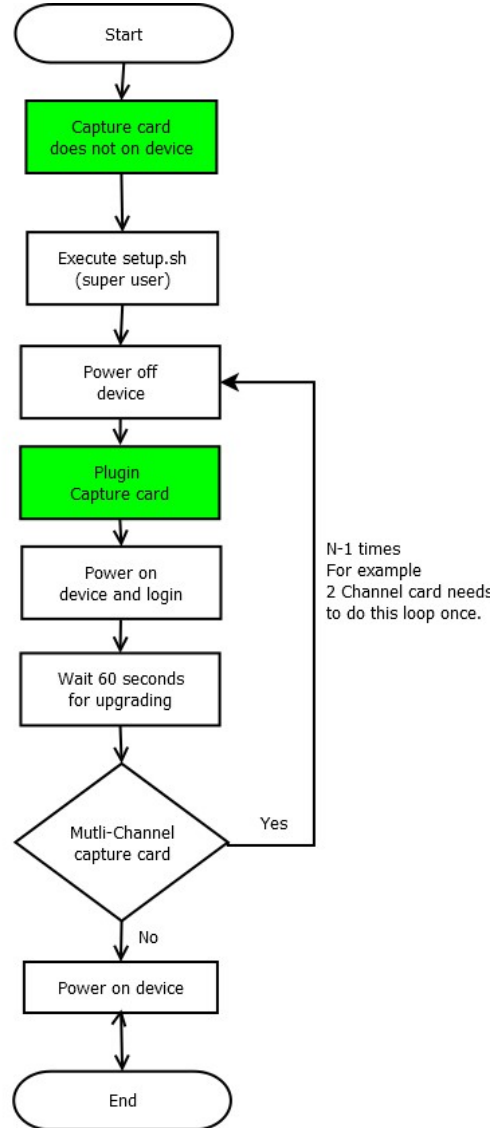 Start
Capture card
does not on device
Execute setup.sh
(super user)
Power off
device
Plugin
Capture card
Power on
device and login
N-1 times
For example
2 Channel card needs
to do this loop once.
Wait 60 seconds
for upgrading
Mutli-Channel
capture card
Yes
No
Power on device
End